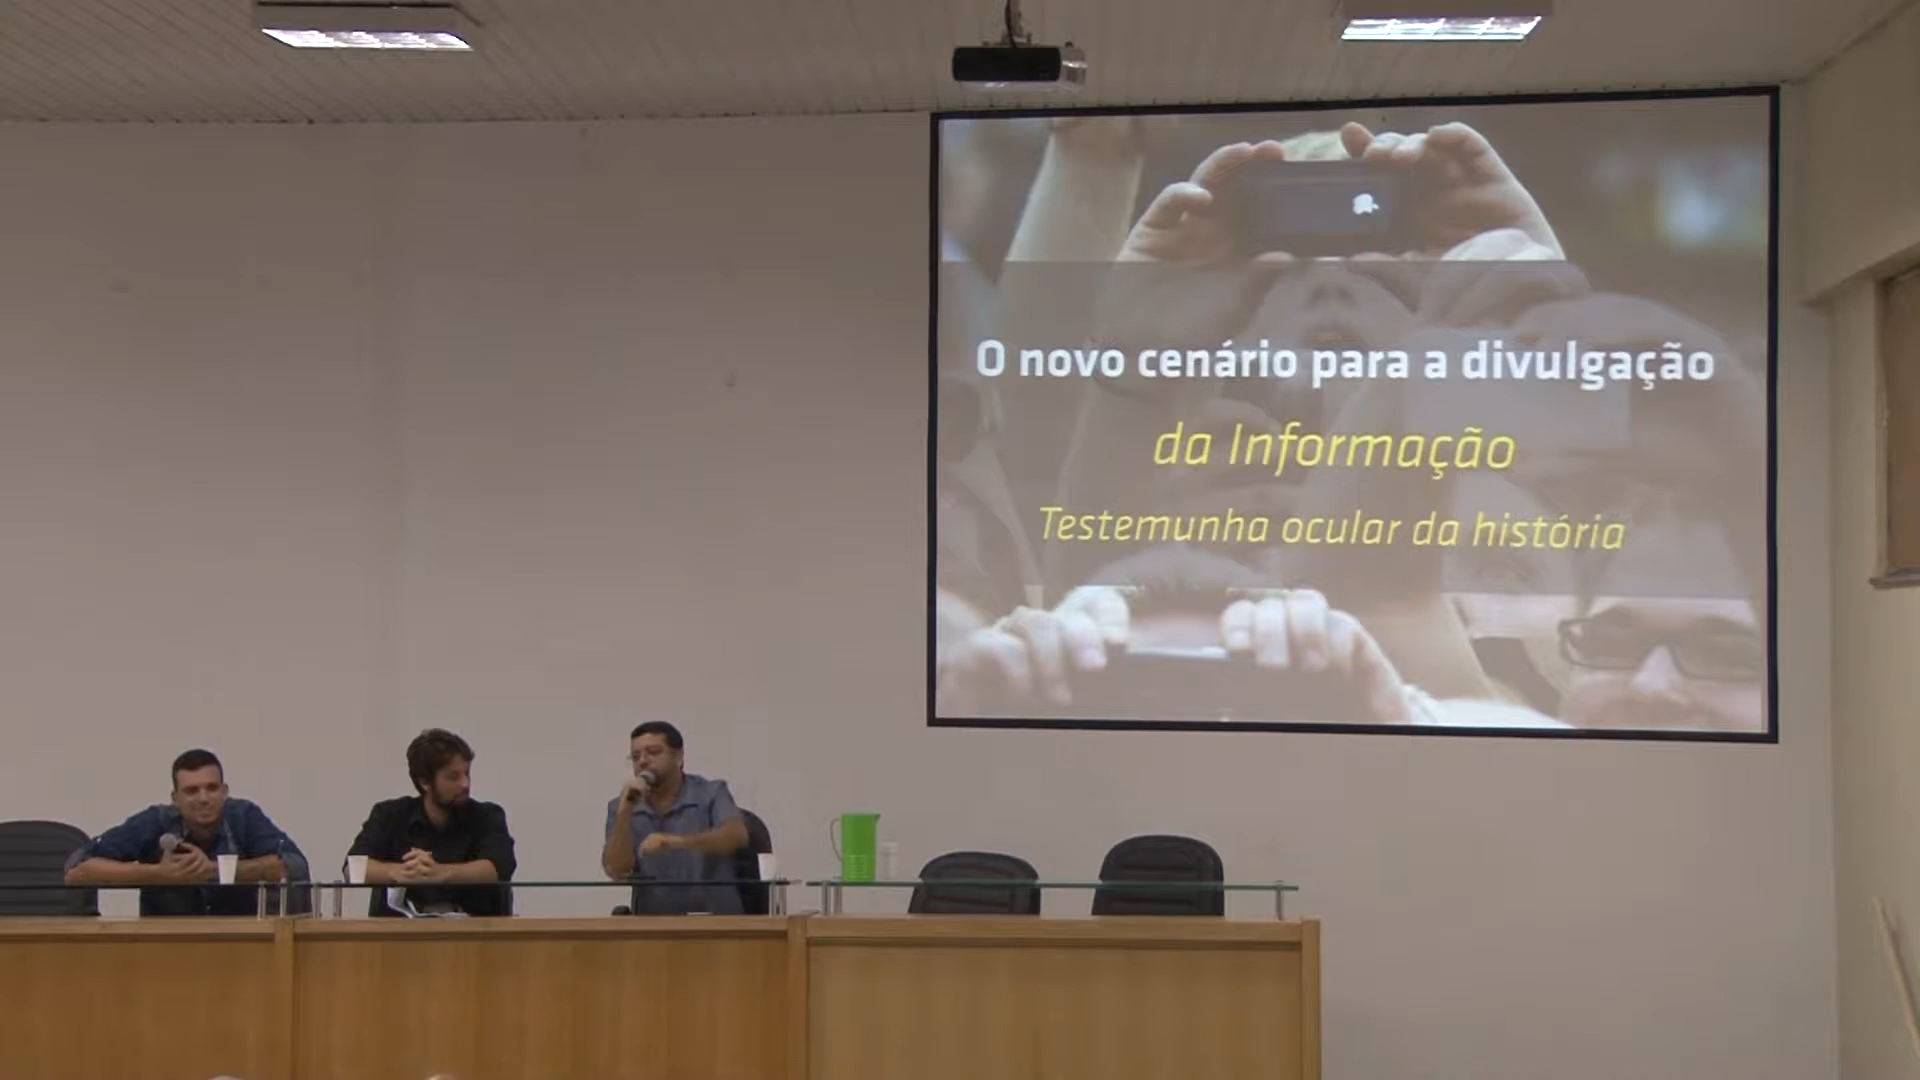 O novo cenário para a divulgação
da Informação
Testemunha ocular da história